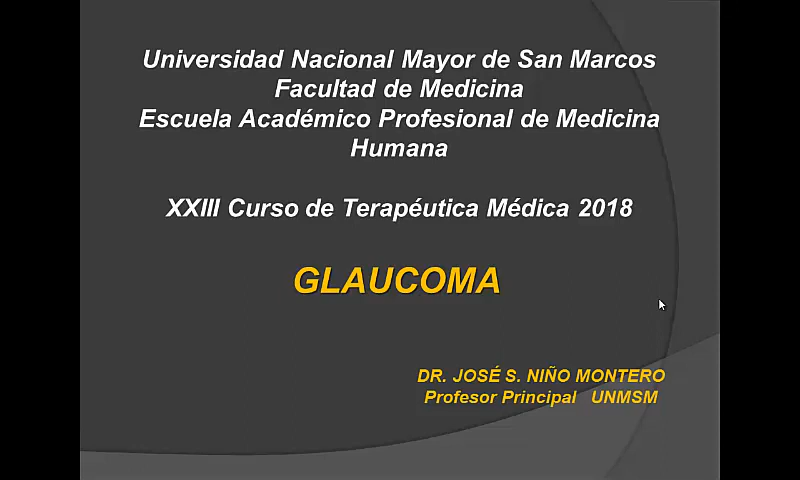 Universidad Nacional Mayor de San Marcos
Facultad de Medicina
Escuela Académico Profesional de Medicina
Humana
XXIII Curso de Terapéutica Médica 2018
GLAUCOMA
DR. JOSÉ S. NIÑO MONTERO
Profesor Principal UNMSM